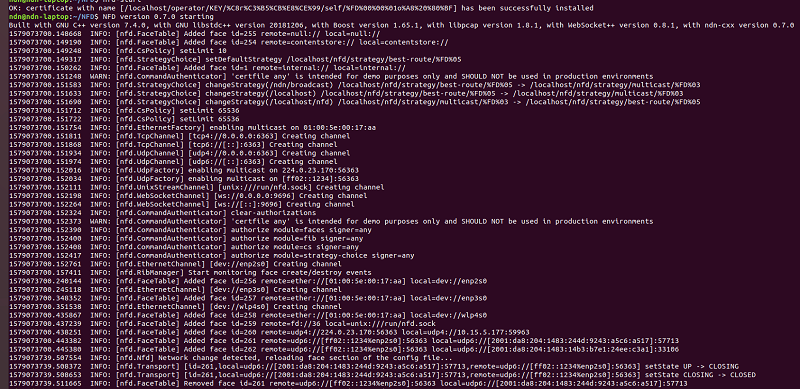 OK: certificate with name [/localhost/operator/KEY/%C8r%C3%B5%CB%E8%CE%99/self/%FD%00%00%01o%A8%20%80%8F] has been successfully installed
ndn@ndn-laptop:~/NFD$ NFD version 0.7.0 starting
Built with GNU C++ version 7.4.0, with GNU libstdc++ version 20181206, with Boost version 1.65.1, with libpcap version 1.8.1, with WebSocket++ version 0.8.1, with ndn-cxx version 0.7.0
1579073700.148668 INFO: [nfd.FaceTable] Added face id=255 remote=null:// local=null://
1579073700.149190 INFO: [nfd.FaceTable] Added face id=254 remote=contentstore:// local=contentstore://
1579073700.149248 INFO: [nfd.CsPolicy] setLimit 10
1579073700.149317 INFO: [nfd.StrategyChoice] setDefaultStrategy /localhost/nfd/strategy/best-route/%FD%05
1579073700.150262 INFO: [nfd.FaceTable] Added face id=1 remote=internal:// local=internal://
1579073700.151248 WARN: [nfd.CommandAuthenticator] 'certfile any' is intended for demo purposes only and SHOULD NOT be used in production environments
1579073700.151583 INFO: [nfd.StrategyChoice] changeStrategy(/ndn/broadcast) /localhost/nfd/strategy/best-route/%FD%05 -> /localhost/nfd/strategy/multicast/%FD%03
1579073700.151633 INFO: [nfd.StrategyChoice] changeStrategy(/localhost) /localhost/nfd/strategy/best-route/%FD%05 -> /localhost/nfd/strategy/multicast/%FD%03
1579073700.151690 INFO: [nfd.StrategyChoice] changeStrategy(/localhost/nfd) /localhost/nfd/strategy/multicast/%FD%03 -> /localhost/nfd/strategy/best-route/%FD%05
1579073700.151712 INFO: [nfd.CsPolicy] setLimit 65536
1579073700.151722 INFO: [nfd.CsPolicy] setLimit 65536
1579073700.151754 INFO: [nfd.EthernetFactory] enabling multicast on 01:00:5e:00:17:aa
1579073700.151811 INFO: [nfd.TcpChannel] [tcp4://0.0.0.0:6363] Creating channel
1579073700.151868 INFO: [nfd.TcpChannel] [tcp6://[::]:6363] Creating channel
1579073700.151934 INFO: [nfd.UdpChannel] [udp4://0.0.0.0:6363] Creating channel
1579073700.151974 INFO: [nfd.UdpChannel] [udp6://[::]:6363] Creating channel
1579073700.152016 INFO: [nfd.UdpFactory] enabling multicast on 224.0.23.170:56363
1579073700.152034 INFO: [nfd.UdpFactory] enabling multicast on [ff02::1234]:56363
1579073700.152111 INFO: [nfd.UnixStreamChannel] [unix:///run/nfd.sock] Creating channel
1579073700.152198 INFO: [nfd.WebSocketChannel] [ws://0.0.0.0:9696] Creating channel
1579073700.152264 INFO: [nfd.WebSocketChannel] [ws://[::]:9696] Creating channel
1579073700.152324 INFO: [nfd.CommandAuthenticator] clear-authorizations
1579073700.152373 WARN: [nfd.CommandAuthenticator] 'certfile any' is intended for demo purposes only and SHOULD NOT be used in production environments
1579073700.152390 INFO: [nfd.CommandAuthenticator] authorize module=faces signer=any
1579073700.152400 INFO: [nfd.CommandAuthenticator] authorize module=fib signer=any
1579073700.152408 INFO: [nfd.CommandAuthenticator] authorize module=cs signer=any
1579073700.152417 INFO: [nfd.CommandAuthenticator] authorize module=strategy-choice signer=any
1579073700.152761 INFO: [nfd.EthernetChannel] [dev://enp2s0] Creating channel
1579073700.157411 INFO: [nfd.RibManager] Start monitoring face create/destroy events
1579073700.240144 INFO: [nfd.FaceTable] Added face id=256 remote=ether://[01:00:5e:00:17:aa] local=dev://enp2s0
1579073700.245118 INFO: [nfd.EthernetChannel] [dev://enp3s0] Creating channel
1579073700.348352 INFO: [nfd.FaceTable] Added face id=257 remote=ether://[01:00:5e:00:17:aa] local=dev://enp3s0
1579073700.351538 INFO: [nfd.EthernetChannel] [dev://wlp4s0] Creating channel
1579073700.435867 INFO: [nfd.FaceTable] Added face id=258 remote=ether://[01:00:5e:00:17:aa] local=dev://wlp4s0
1579073700.437239 INFO: [nfd.FaceTable] Added face id=259 remote=fd://36 local=unix:///run/nfd.sock
1579073700.438251 INFO: [nfd.FaceTable] Added face id=260 remote=udp4://224.0.23.170:56363 local=udp4://10.15.5.177:59963
1579073700.443382 INFO: [nfd.FaceTable] Added face id=261 remote=udp6://[ff02::1234%enp2s0]:56363 local=udp6://[2001:da8:204:1483:244d:9243:a5c6:a517]:57713
1579073700.445380 INFO: [nfd.FaceTable] Added face id=262 remote=udp6://[ff02::1234%enp2s0]:56363 local=udp6://[2001:da8:204:1483:14b3:b7e1:24ee:c3a1]:33106
1579073739.507554 INFO: [nfd.Nfd] Network change detected, reloading face section of the config file...
1579073739.508372 INFO: [nfd.Transport] [id=261,local=udp6://[2001:da8:204:1483:244d:9243:a5c6:a517]:57713,remote=udp6://[ff02::1234%enp2s0]:56363] setState UP -> CLOSING
1579073739.508653 INFO: [nfd.Transport] [id=261,local=udp6://[2001:da8:204:1483:244d:9243:a5c6:a517]:57713,remote=udp6://[ff02::1234%enp2s0]:56363] setState CLOSING -> CLOSED
1579073739.511665 INFO: [nfd.FaceTable] Removed face id=261 remote=udp6://[ff02::1234%enp2s0]:56363 local=udp6://[2001:da8:204:1483:244d:9243:a5c6:a517]:57713